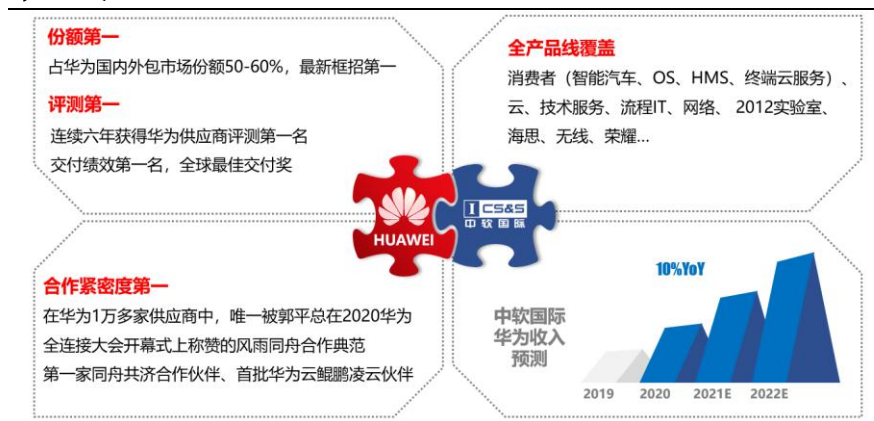 份额第一
占华为国内外包市场份额50-60%，最新框招第一
评测第一
连续六年获得华为供应商评测第一名
交付绩效第一名，全球最佳交付奖
全产品线覆盖
消费者（智能汽车、OS、HMS、终端云服务）、
云、技术服务、流程IT、网络、 2012实验室、
海思、无线、荣耀...
HUAWEI
I CS&S
中软国际
合作紧密度第一
在华为1万多家供应商中，唯一被郭平总在2020华为
全连接大会开幕式上称赞的风雨同舟合作典范
第一家同舟共济合作伙伴、首批华为云鲲鹏凌云伙伴
中软国际
华为收入
预测
10%YoY
2019 2020 2021E 2022E